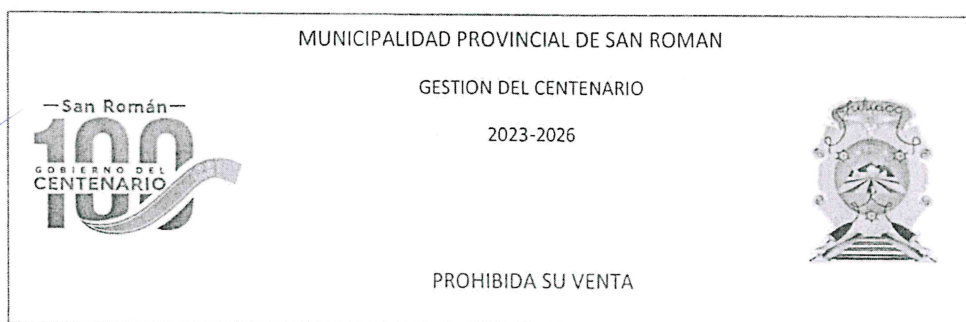 MUNICIPALIDAD PROVINCIAL DE SAN ROMAN
GESTION DEL CENTENARIO
2023-2026
San Román
100
GOBIERNO DEL
CENTENARIO
PROHIBIDA SU VENTA